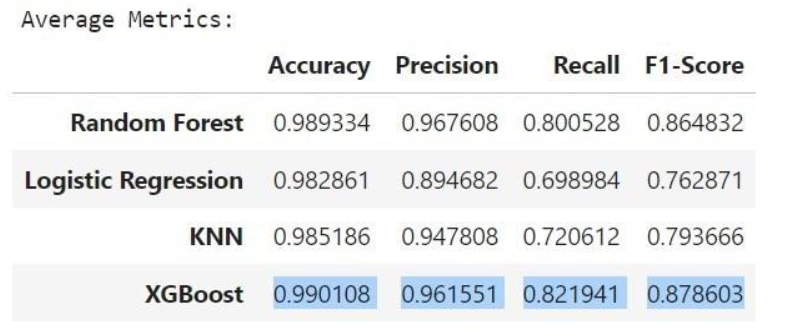 Average Metrics:
Accuracy Precision Recall F1-Score
Random Forest 0.989334 0.967608 0.800528 0.864832
Logistic Regression 0.982861 0.894682 0.698984 0.762871
KNN 0.985186 0.947808 0.720612 0.793666
XGBoost 0.990108 0.961551 0.821941 0.878603